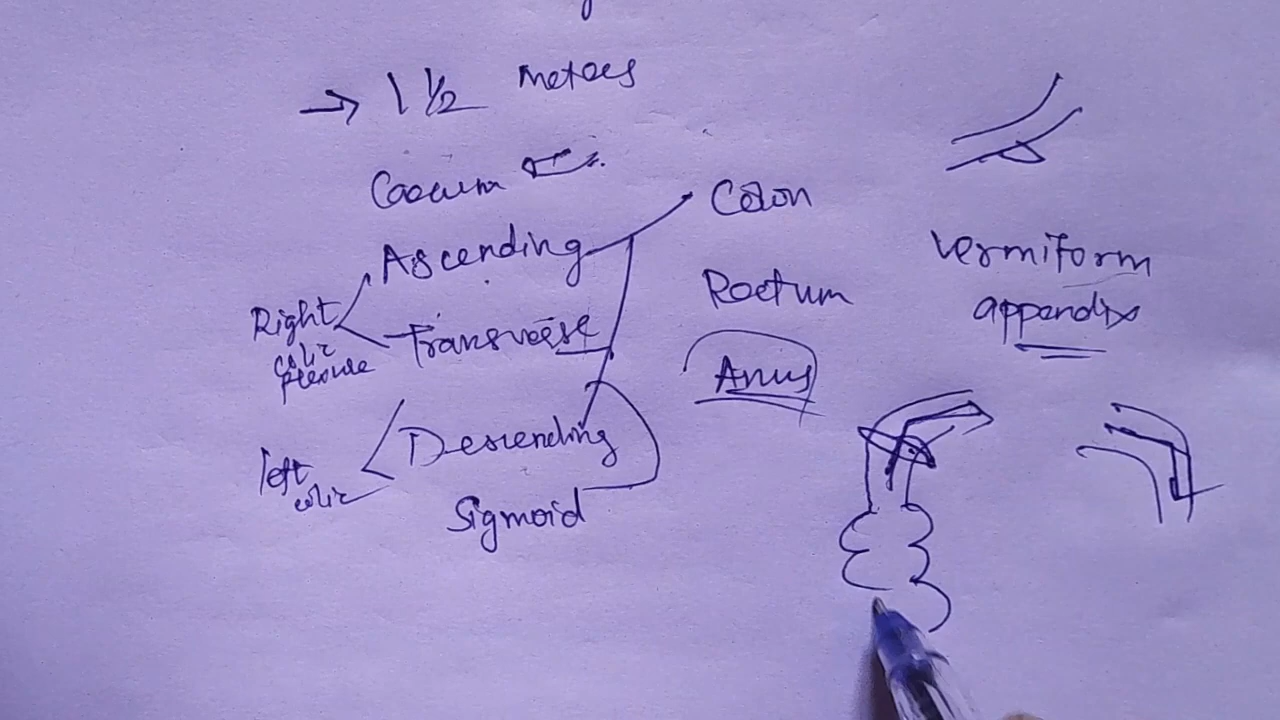 → 1 1/2 Metres
Caecum
Ascending
Transverse
Right
colic
flexure
Descending
left
colic
Sigmoid
Colon
Rectum
Anus
Vermiform
appendix